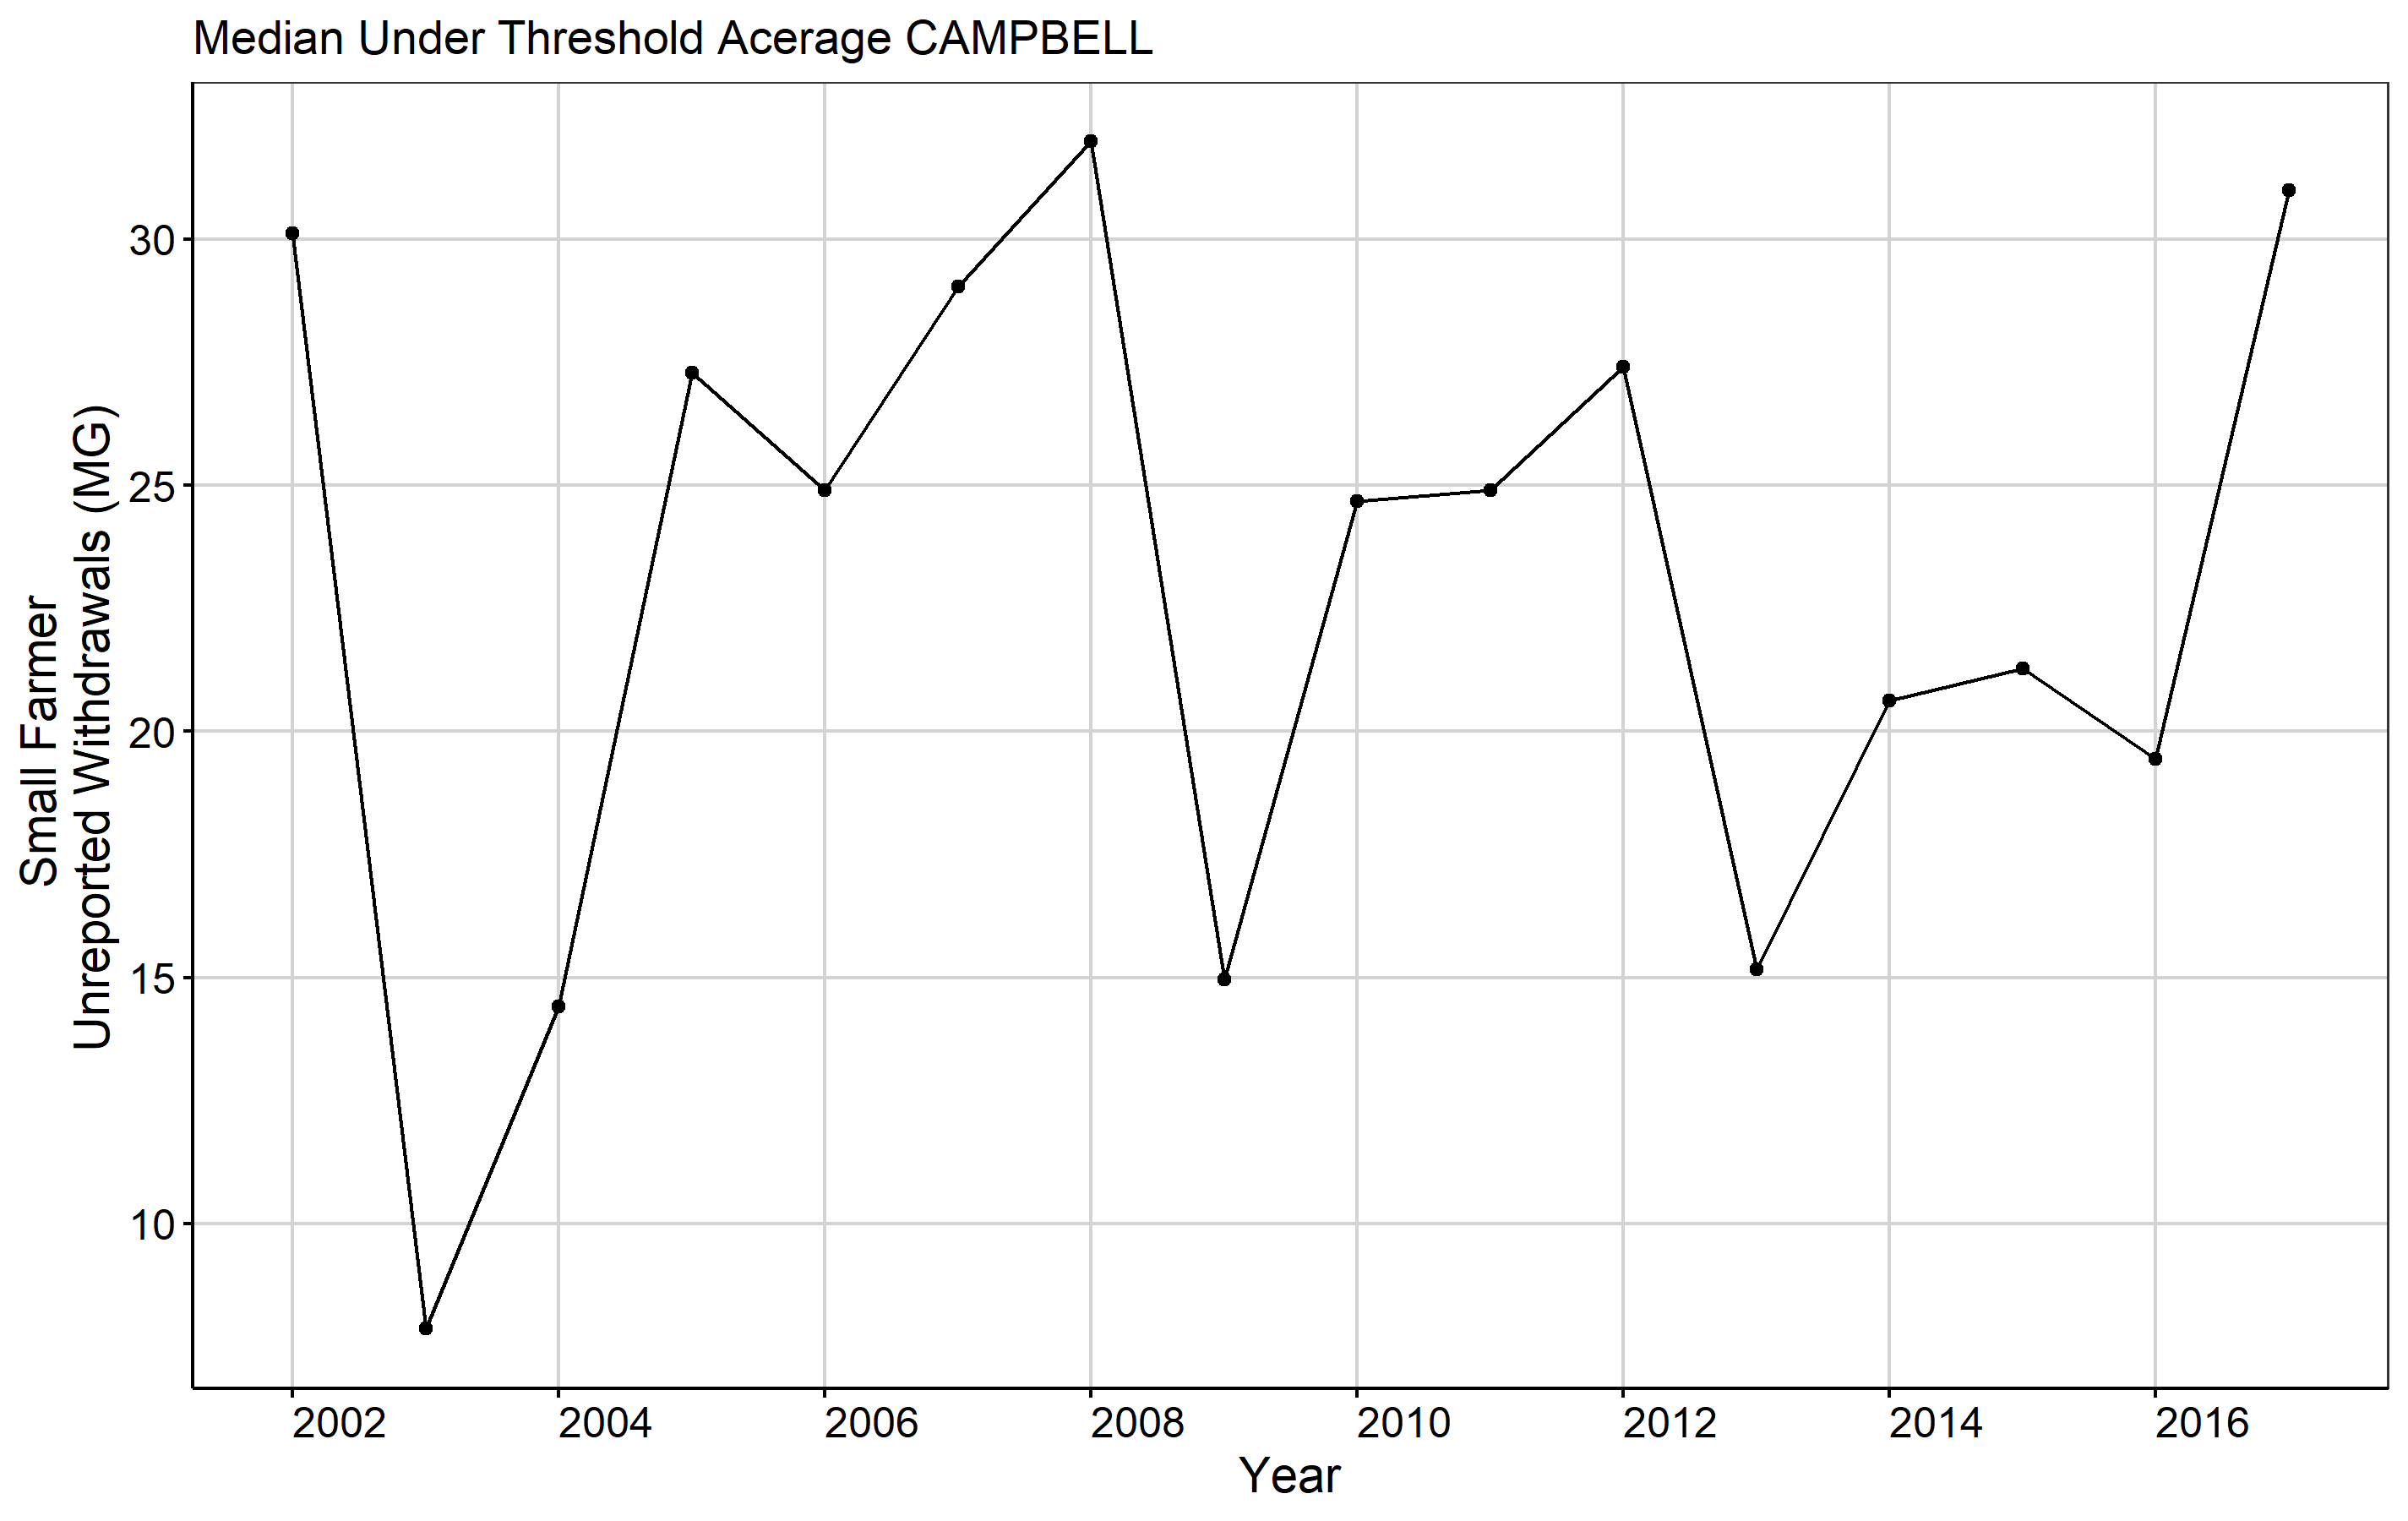 Median Under Threshold Acerage CAMPBELL
Small Farmer
Unreported Withdrawals (MG)
30
25
20
15
10
2002 2004 2006 2008 2010 2012 2014 2016
Year